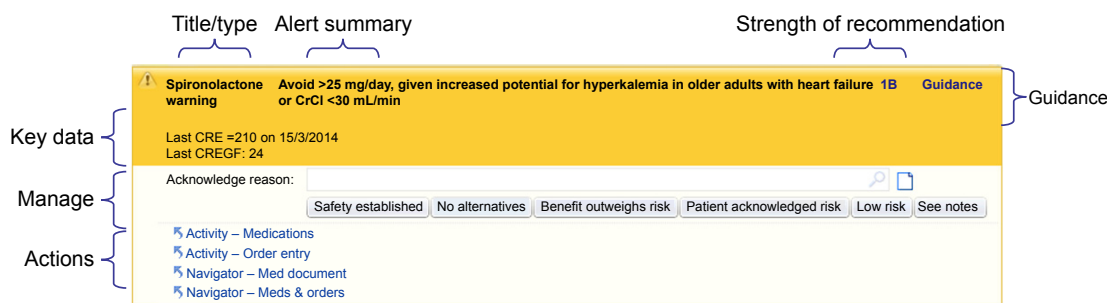 Title/type Alert summary Strength of recommendation
Spironolactone warning
Avoid >25 mg/day, given increased potential for hyperkalemia in older adults with heart failure 1B Guidance
or CrCl <30 mL/min
Guidance
Key data
Last CRE =210 on 15/3/2014
Last CREGF: 24
Manage
Acknowledge reason:
Safety established No alternatives Benefit outweighs risk Patient acknowledged risk Low risk See notes
Actions
Activity – Medications
Activity – Order entry
Navigator – Med document
Navigator – Meds & orders